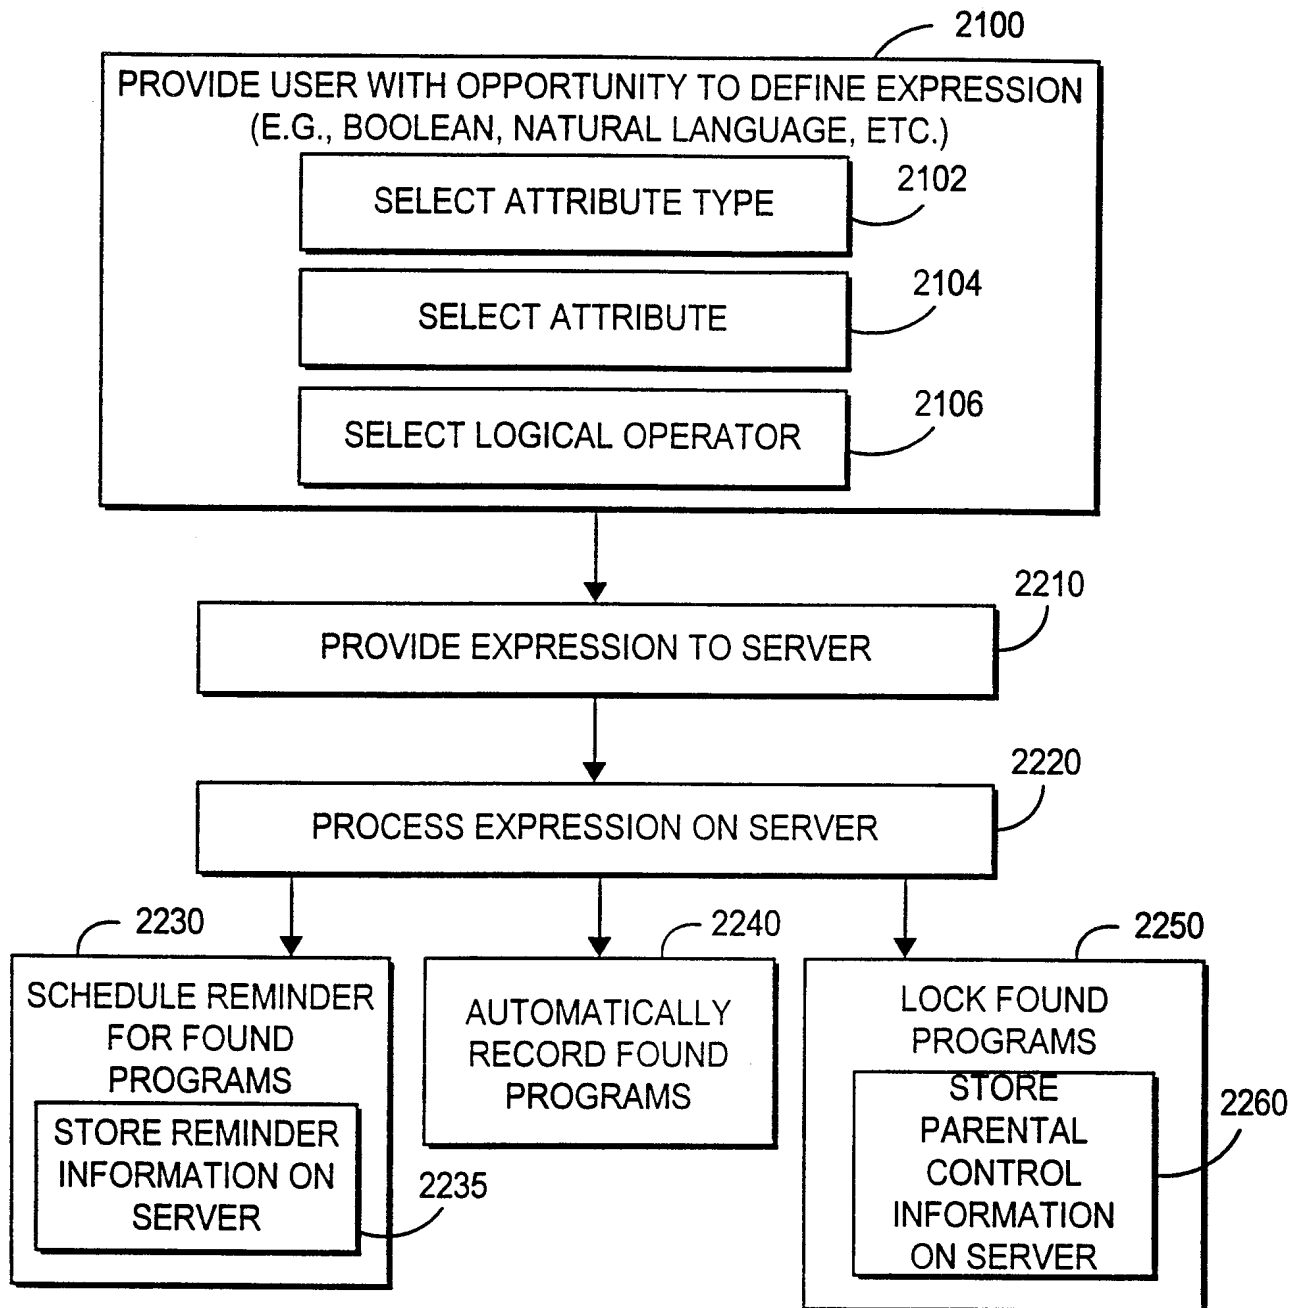 2100
PROVIDE USER WITH OPPORTUNITY TO DEFINE EXPRESSION
(E.G., BOOLEAN, NATURAL LANGUAGE, ETC.)
SELECT ATTRIBUTE TYPE
2102
SELECT ATTRIBUTE
2104
SELECT LOGICAL OPERATOR
2106
PROVIDE EXPRESSION TO SERVER
2210
PROCESS EXPRESSION ON SERVER
2220
2230
SCHEDULE REMINDER
FOR FOUND
PROGRAMS
STORE REMINDER
INFORMATION ON
SERVER
2235
2240
AUTOMATICALLY
RECORD FOUND
PROGRAMS
2250
LOCK FOUND
PROGRAMS
STORE
PARENTAL
CONTROL
INFORMATION
ON SERVER
2260